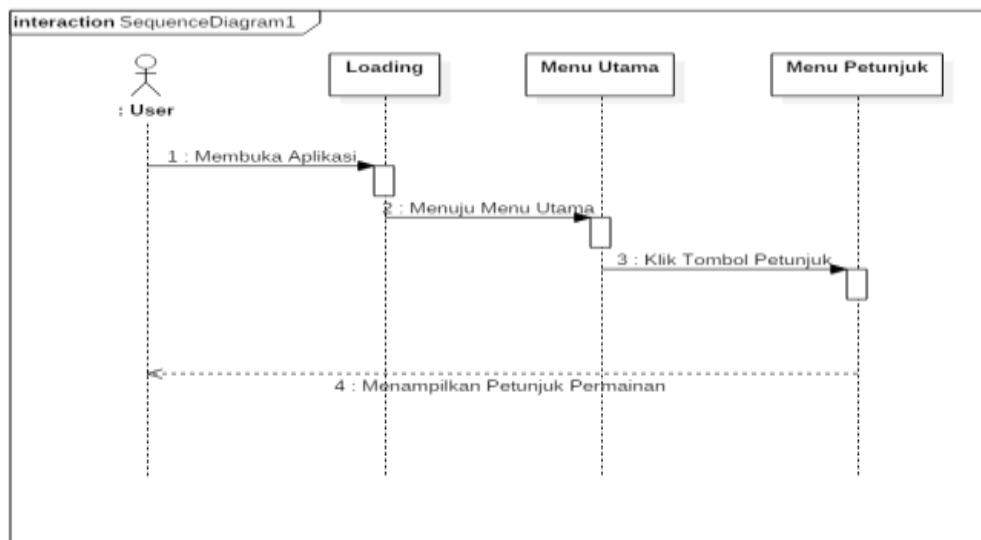 interaction SequenceDiagram1
: User
Loading
Menu Utama
Menu Petunjuk
1 : Membuka Aplikasi
2 : Menuju Menu Utama
3 : Klik Tombol Petunjuk
4 : Menampilkan Petunjuk Permainan